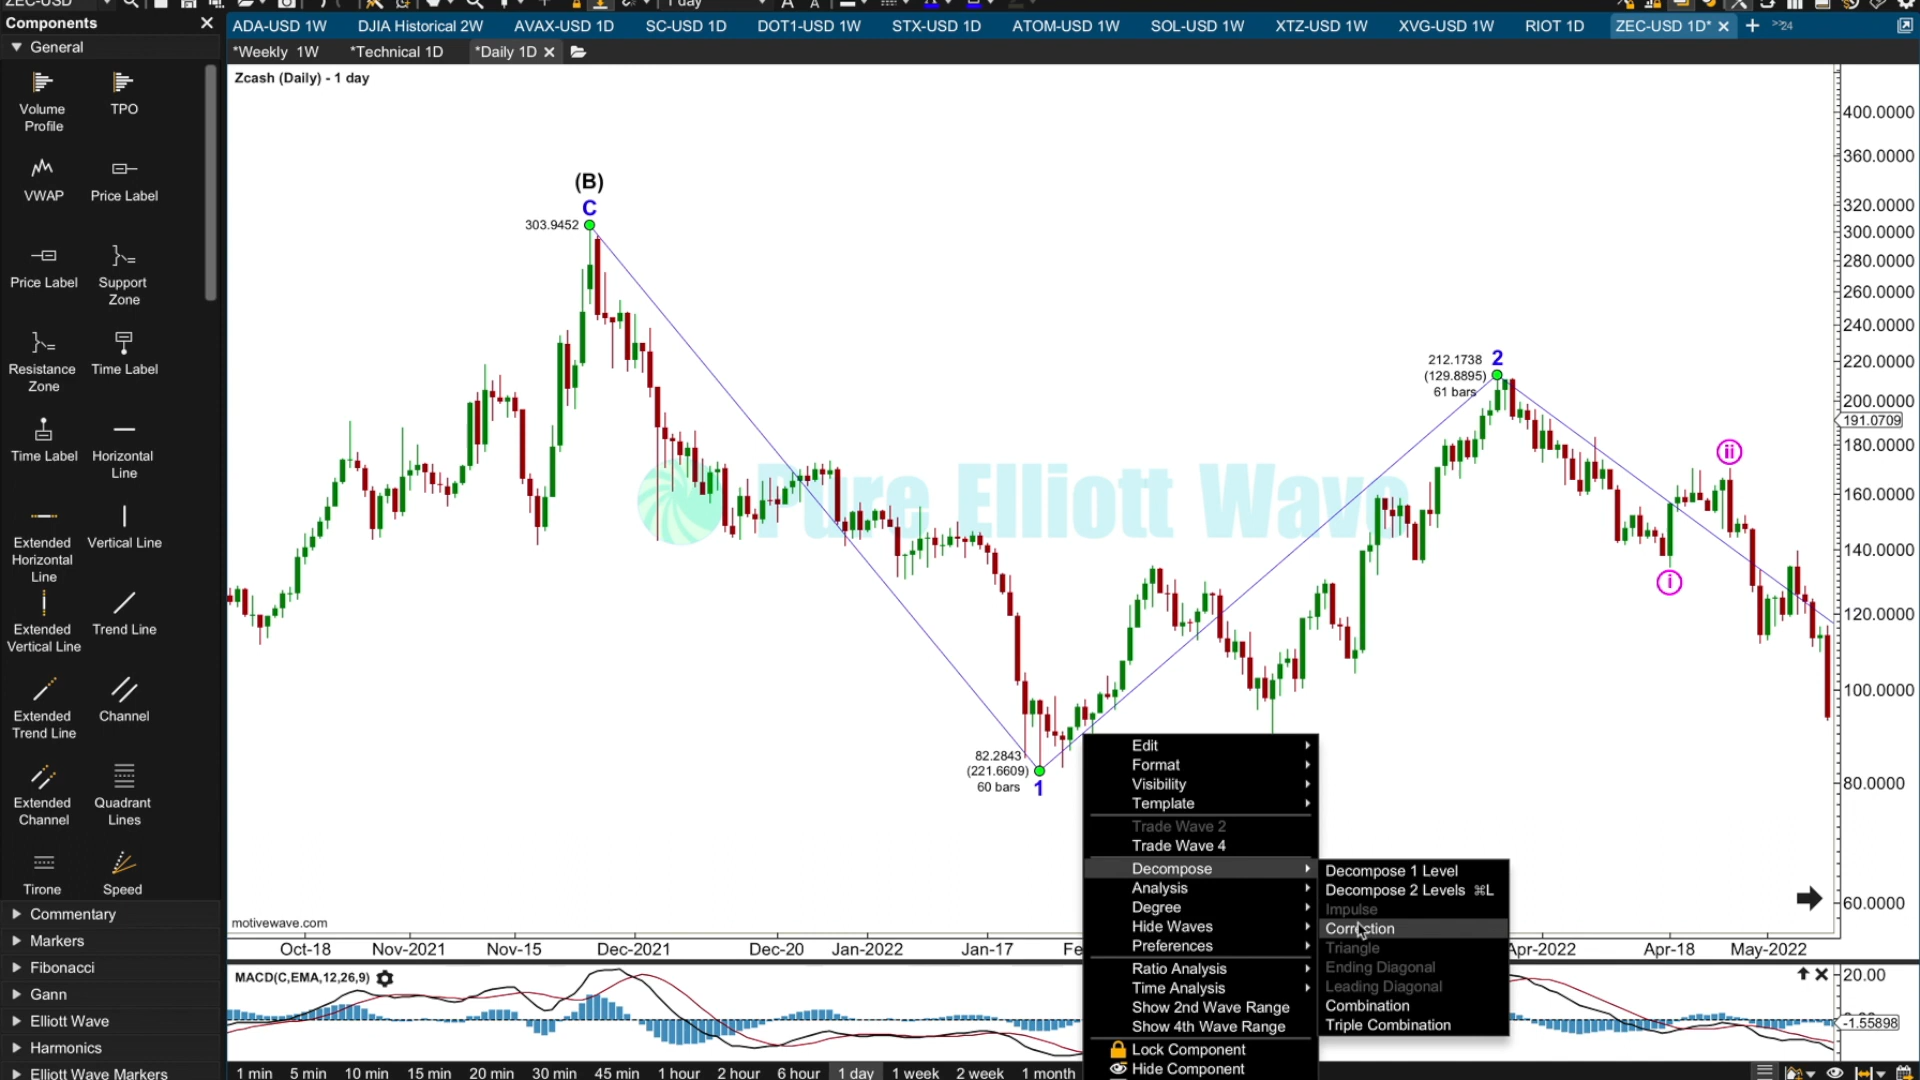 ZEC-USD
1 day
Components
General
Volume
Profile
TPO
VWAP
Price Label
Price Label
Support
Zone
Resistance
Zone
Time Label
Time Label
Horizontal
Line
Extended
Horizontal
Line
Vertical Line
Extended
Vertical Line
Trend Line
Extended
Trend Line
Channel
Extended
Channel
Quadrant
Lines
Tirone
Speed
Commentary
Markers
Fibonacci
Gann
Elliott Wave
Harmonics
Elliott Wave Markers
ADA-USD 1W
DJIA Historical 2W
AVAX-USD 1D
SC-USD 1D
DOT1-USD 1W
STX-USD 1D
ATOM-USD 1W
SOL-USD 1W
XTZ-USD 1W
XVG-USD 1W
RIOT 1D
ZEC-USD 1D*
24
*Weekly 1W
*Technical 1D
*Daily 1D
Zcash (Daily) - 1 day
(B)
C
303.9452
212.1738
(129.8895)
61 bars
2
ii
i
82.2843
(221.6609)
60 bars
1
Pure Elliott Wave
400.0000
360.0000
320.0000
300.0000
280.0000
260.0000
240.0000
220.0000
200.0000
191.0709
180.0000
160.0000
140.0000
120.0000
100.0000
80.0000
60.0000
Edit
Format
Visibility
Template
Trade Wave 2
Trade Wave 4
Decompose
Analysis
Degree
Hide Waves
Preferences
Ratio Analysis
Time Analysis
Show 2nd Wave Range
Show 4th Wave Range
Lock Component
Hide Component
Decompose 1 Level
Decompose 2 Levels ⌘L
Impulse
Correction
Triangle
Ending Diagonal
Leading Diagonal
Combination
Triple Combination
motivewave.com
Oct-18
Nov-2021
Nov-15
Dec-2021
Dec-20
Jan-2022
Jan-17
Fe
Apr-2022
Apr-18
May-2022
MACD(C,EMA,12,26,9)
20.00
-1.55898
1 min
5 min
10 min
15 min
20 min
30 min
45 min
1 hour
2 hour
6 hour
1 day
1 week
2 week
1 month